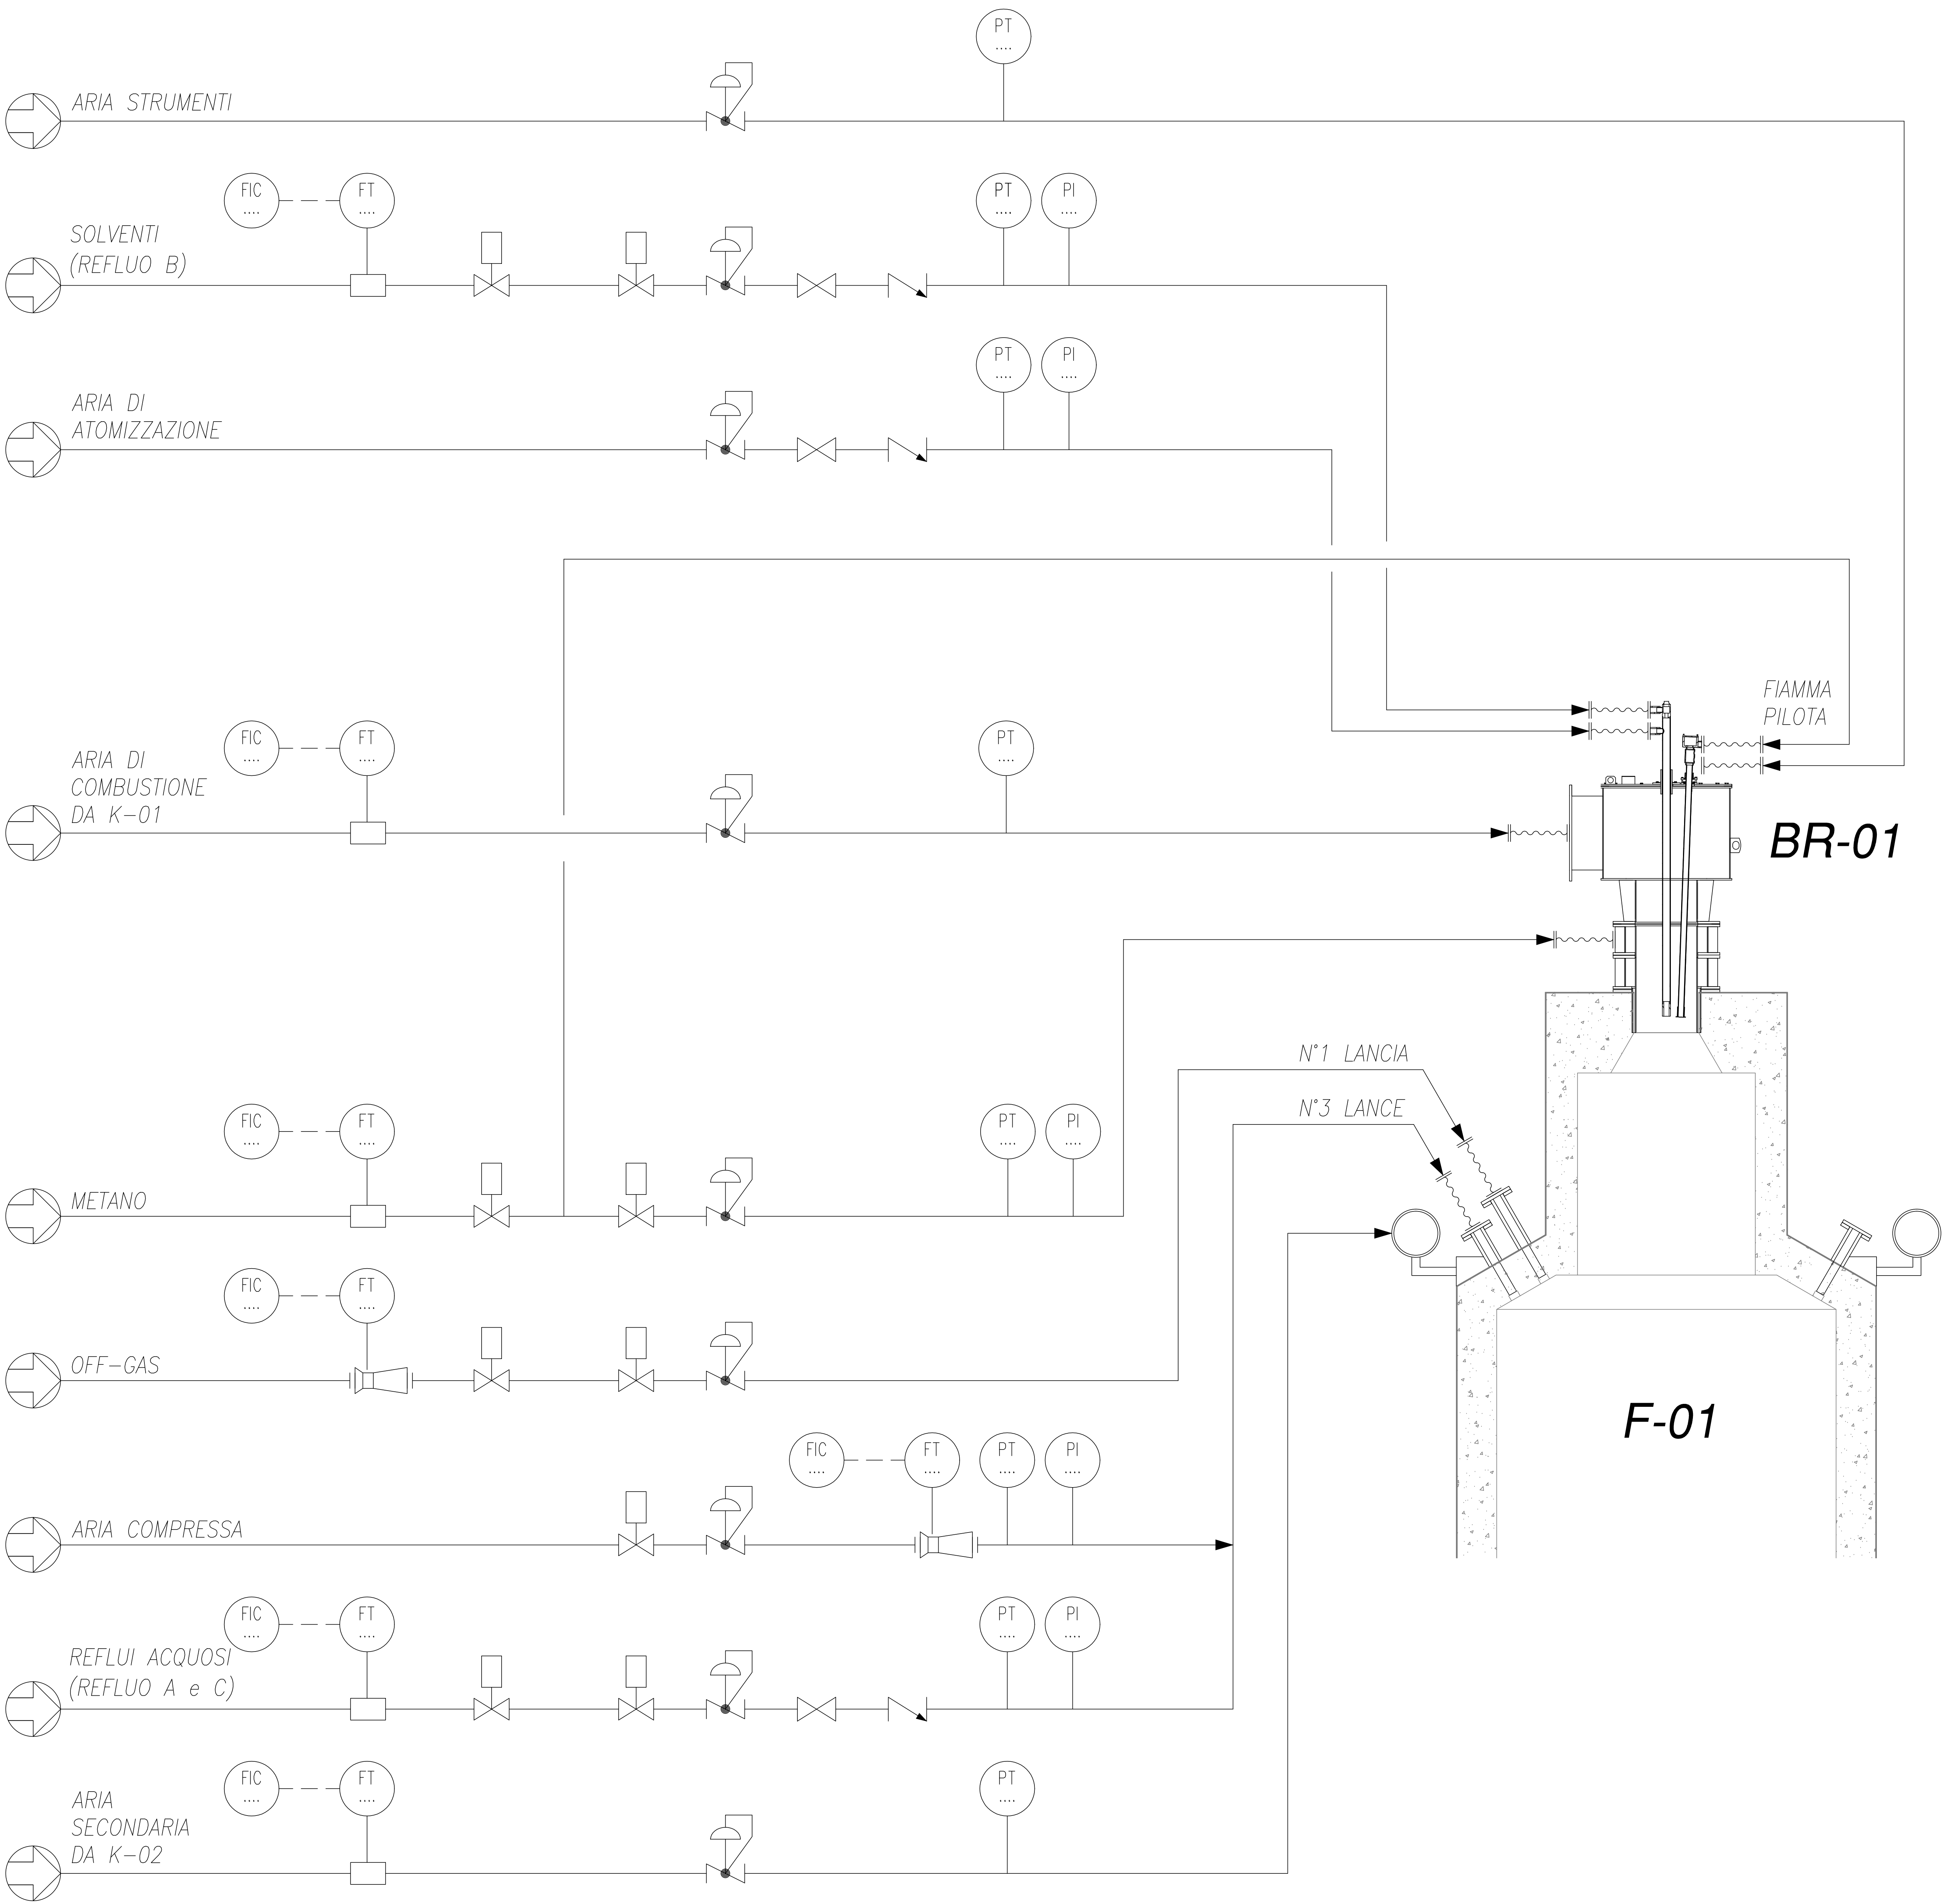 PT
....
ARIA STRUMENTI
FIC
....
FT
....
PT
....
PI
....
SOLVENTI
(REFLUO B)
PT
....
PI
....
ARIA DI
ATOMIZZAZIONE
FIAMMA
PILOTA
FIC
....
FT
....
PT
....
ARIA DI
COMBUSTIONE
DA K-01
BR-01
N°1 LANCIA
N°3 LANCE
FIC
....
FT
....
PT
....
PI
....
METANO
FIC
....
FT
....
OFF-GAS
F-01
FIC
....
FT
....
PT
....
PI
....
ARIA COMPRESSA
FIC
....
FT
....
PT
....
PI
....
REFLUI ACQUOSI
(REFLUO A e C)
FIC
....
FT
....
PT
....
ARIA
SECONDARIA
DA K-02